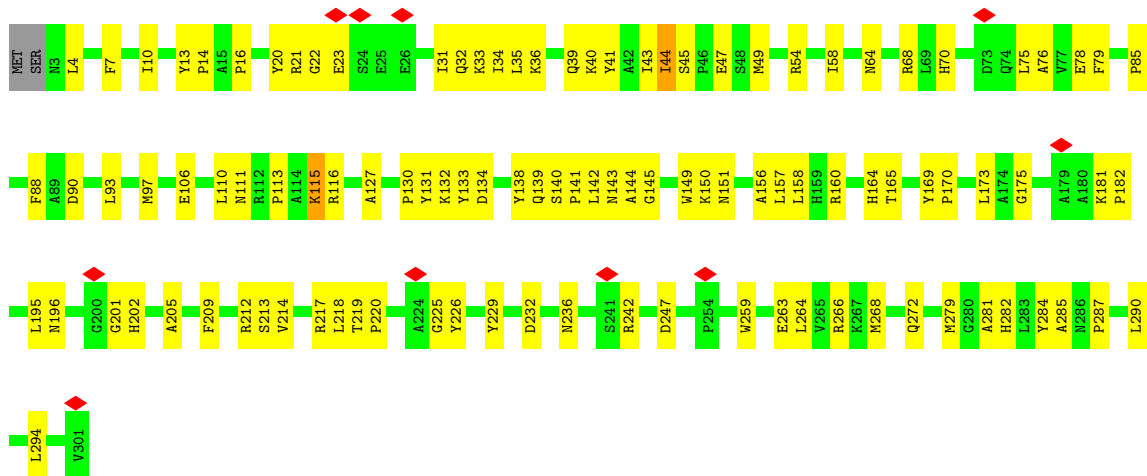 MET SER N3 L4 F7 I10 Y13 P14 A15 P16 Y20 R21 G22 E23 S24 E25 E26 I31 Q32 K33 I34 L35 K36 Q39 K40 Y41 A42 I43 I44 S45 P46 E47 S48 M49 R54 I58 N64 R68 L69 H70 D73 Q74 L75 A76 V77 E78 F79 P85
F88 A89 D90 L93 M97 E106 L110 N111 R112 P113 A114 K115 R116 A127 P130 Y131 K132 Y133 D134 Y138 Q139 S140 P141 L142 N143 A144 G145 W149 K150 N151 A156 L157 L158 H159 R160 H164 T165 Y169 P170 L173 A174 G175 A179 A180 K181 P182
L195 N196 G200 G201 H202 A205 F209 R212 S213 V214 R217 L218 T219 P220 A224 G225 Y226 Y229 D232 N236 S241 R242 D247 P254 W259 E263 L264 V265 R266 K267 M268 Q272 M279 G280 A281 H282 L283 Y284 A285 N286 P287 L290
L294 V301